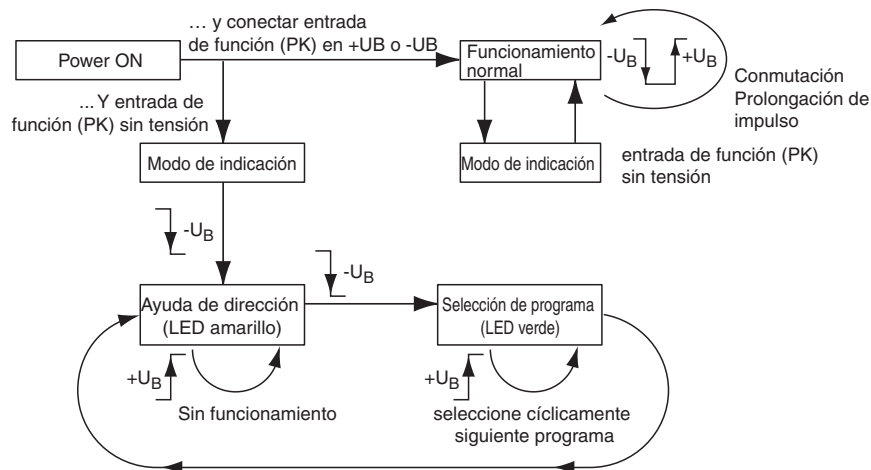 ... y conectar entrada
de función (PK) en +UB o -UB
Power ON
Funcionamiento
normal
-UB
+UB
Conmutación
Prolongación de
impulso
... Y entrada de
función (PK) sin tensión
Modo de indicación
Modo de indicación
entrada de función (PK)
sin tensión
-UB
-UB
Ayuda de dirección
(LED amarillo)
Selección de programa
(LED verde)
+UB
Sin funcionamiento
+UB
seleccione cíclicamente
siguiente programa